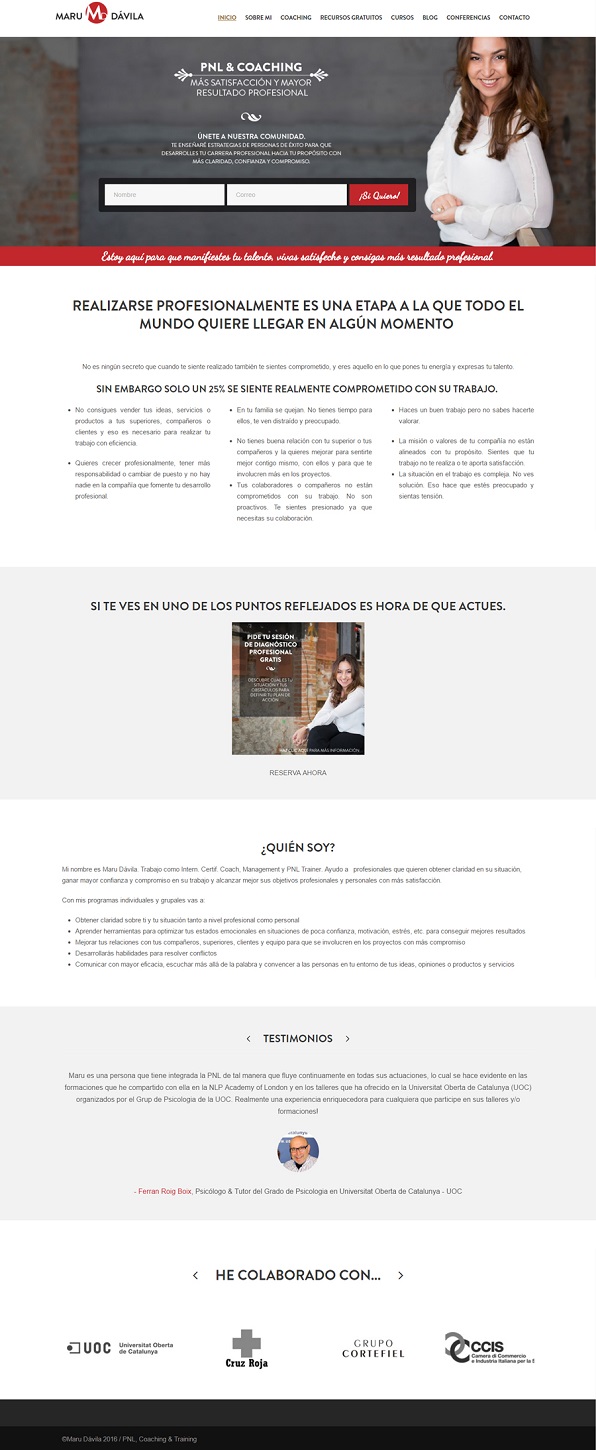 MARU MD DÁVILA
INICIO SOBRE MI COACHING RECURSOS GRATUITOS CURSOS BLOG CONFERENCIAS CONTACTO
PNL & COACHING
MÁS SATISFACCIÓN Y MAYOR
RESULTADO PROFESIONAL
ÚNETE A NUESTRA COMUNIDAD.
TE ENSEÑARÉ ESTRATEGIAS DE PERSONAS DE ÉXITO PARA QUE
DESARROLLES TU CARRERA PROFESIONAL HACIA TU PROPÓSITO CON
MÁS CLARIDAD, CONFIANZA Y COMPROMISO.
Nombre Correo ¡Si Quiero!
Estoy aquí para que manifiestes tu talento, vivas satisfecho y consigas más resultado profesional.
REALIZARSE PROFESIONALMENTE ES UNA ETAPA A LA QUE TODO EL
MUNDO QUIERE LLEGAR EN ALGÚN MOMENTO
No es ningún secreto que cuando te siente realizado también te sientes comprometido, y eres aquello en lo que pones tu energía y expresas tu talento.
SIN EMBARGO SOLO UN 25% SE SIENTE REALMENTE COMPROMETIDO CON SU TRABAJO.
No consigues vender tus ideas, servicios o
productos a tus superiores, compañeros o
clientes y eso es necesario para realizar tu
trabajo con eficiencia.
Quieres crecer profesionalmente, tener más
responsabilidad o cambiar de puesto y no hay
nadie en la compañía que fomente tu desarrollo
profesional.
En tu familia se quejan. No tienes tiempo para
ellos, te ven distraído y preocupado.
No tienes buena relación con tu superior o tus
compañeros y la quieres mejorar para sentirte
mejor contigo mismo, con ellos y para que te
involucren más en los proyectos.
Tus colaboradores o compañeros no están
comprometidos con su trabajo. No son
proactivos. Te sientes presionado ya que
necesitas su colaboración.
Haces un buen trabajo pero no sabes hacerte
valorar.
La misión o valores de tu compañía no están
alineados con tu propósito. Sientes que tu
trabajo no te realiza o te aporta satisfacción.
La situación en el trabajo es compleja. No ves
solución. Eso hace que estés preocupado y
sientas tensión.
SI TE VES EN UNO DE LOS PUNTOS REFLEJADOS ES HORA DE QUE ACTUES.
PIDE TU SESIÓN
DE DIAGNÓSTICO
PROFESIONAL
GRATIS
DESCUBRE CUÁL ES TU
SITUACIÓN Y TUS
OBSTÁCULOS PARA
DEFINIR TU PLAN DE
ACCIÓN
HAZ CLIC AQUÍ PARA MÁS INFORMACIÓN
RESERVA AHORA
¿QUIÉN SOY?
Mi nombre es Maru Dávila. Trabajo como Intern. Certif. Coach, Management y PNL Trainer. Ayudo a profesionales que quieren obtener claridad en su situación,
ganar mayor confianza y compromiso en su trabajo y alcanzar mejor sus objetivos profesionales y personales con más satisfacción.
Con mis programas individuales y grupales vas a:
Obtener claridad sobre ti y tu situación tanto a nivel profesional como personal
Aprender herramientas para optimizar tus estados emocionales en situaciones de poca confianza, motivación, estrés, etc. para conseguir mejores resultados.
Mejorar tus relaciones con tus compañeros, superiores, clientes y equipo para que se involucren en los proyectos con más compromiso
Desarrollarás habilidades para resolver conflictos
Comunicar con mayor eficacia, escuchar más allá de la palabra y convencer a las personas en tu entorno de tus ideas, opiniones o productos y servicios
TESTIMONIOS
Maru es una persona que tiene integrada la PNL de tal manera que fluye continuamente en todas sus actuaciones, lo cual se hace evidente en las
formaciones que he compartido con ella en la NLP Academy of London y en los talleres que ha ofrecido en la Universitat Oberta de Catalunya (UOC)
organizados por el Grup de Psicologia de la UOC. Realmente una experiencia enriquecedora para cualquiera que participe en sus talleres y/o
formaciones!
- Ferran Roig Boix, Psicólogo & Tutor del Grado de Psicologia en Universitat Oberta de Catalunya - UOC
HE COLABORADO CON...
UOC Universitat Oberta
de Catalunya
Cruz Roja
GRUPO
CORTEFIEL
CCIS
Camera di Commercio
e Industria Italiana per la
©Maru Dávila 2016 / PNL, Coaching & Training